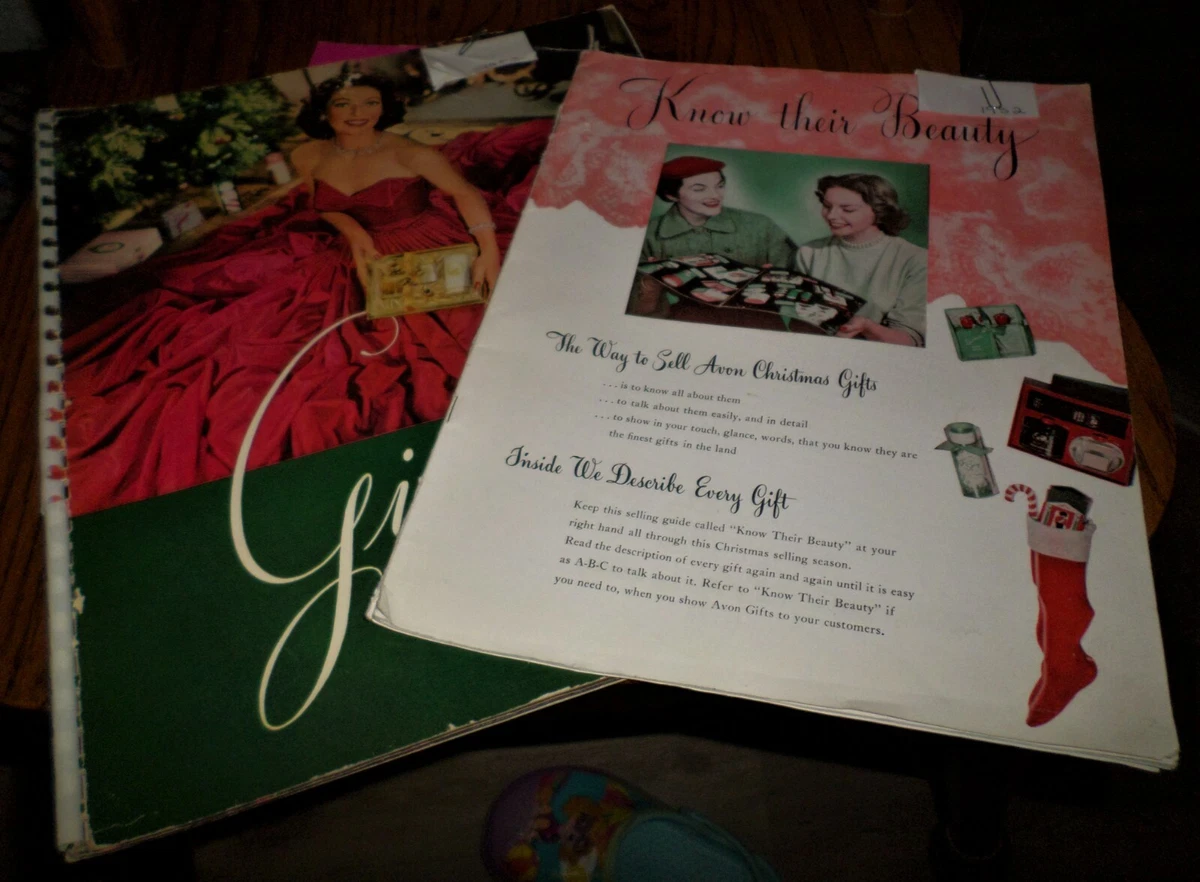 Know their Beauty
The Way to Sell Avon Christmas Gifts
...is to know all about them
...to talk about them easily, and in detail
...to show in your touch, glance, words, that you know they are
the finest gifts in the land
Inside We Describe Every Gift
Keep this selling guide called "Know Their Beauty" at your
right hand all through this Christmas selling season.
Read the description of every gift again and again until it is easy
as A-B-C to talk about it. Refer to "Know Their Beauty" if
you need to, when you show Avon Gifts to your customers.
Gi